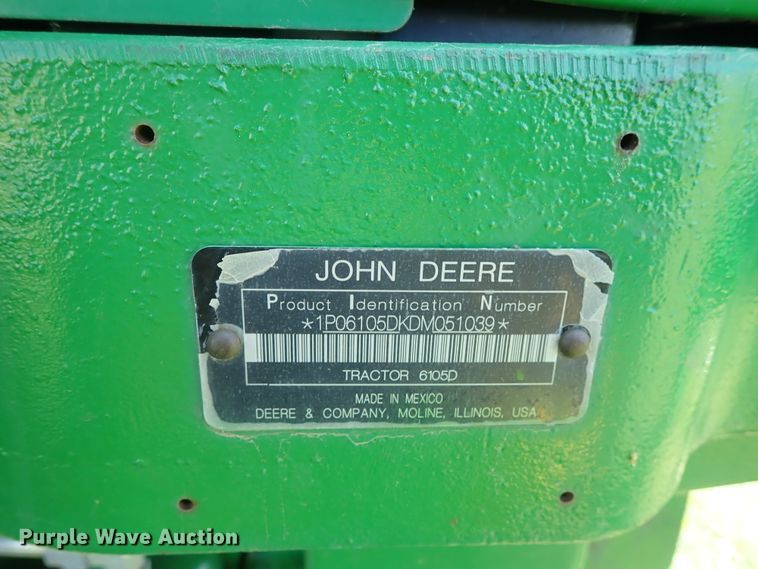 JOHN DEERE
Product Identification Number
*1P06105DKDM051039*
TRACTOR 6105D
MADE IN MEXICO
DEERE & COMPANY, MOLINE, ILLINOIS, USA
Purple Wave Auction